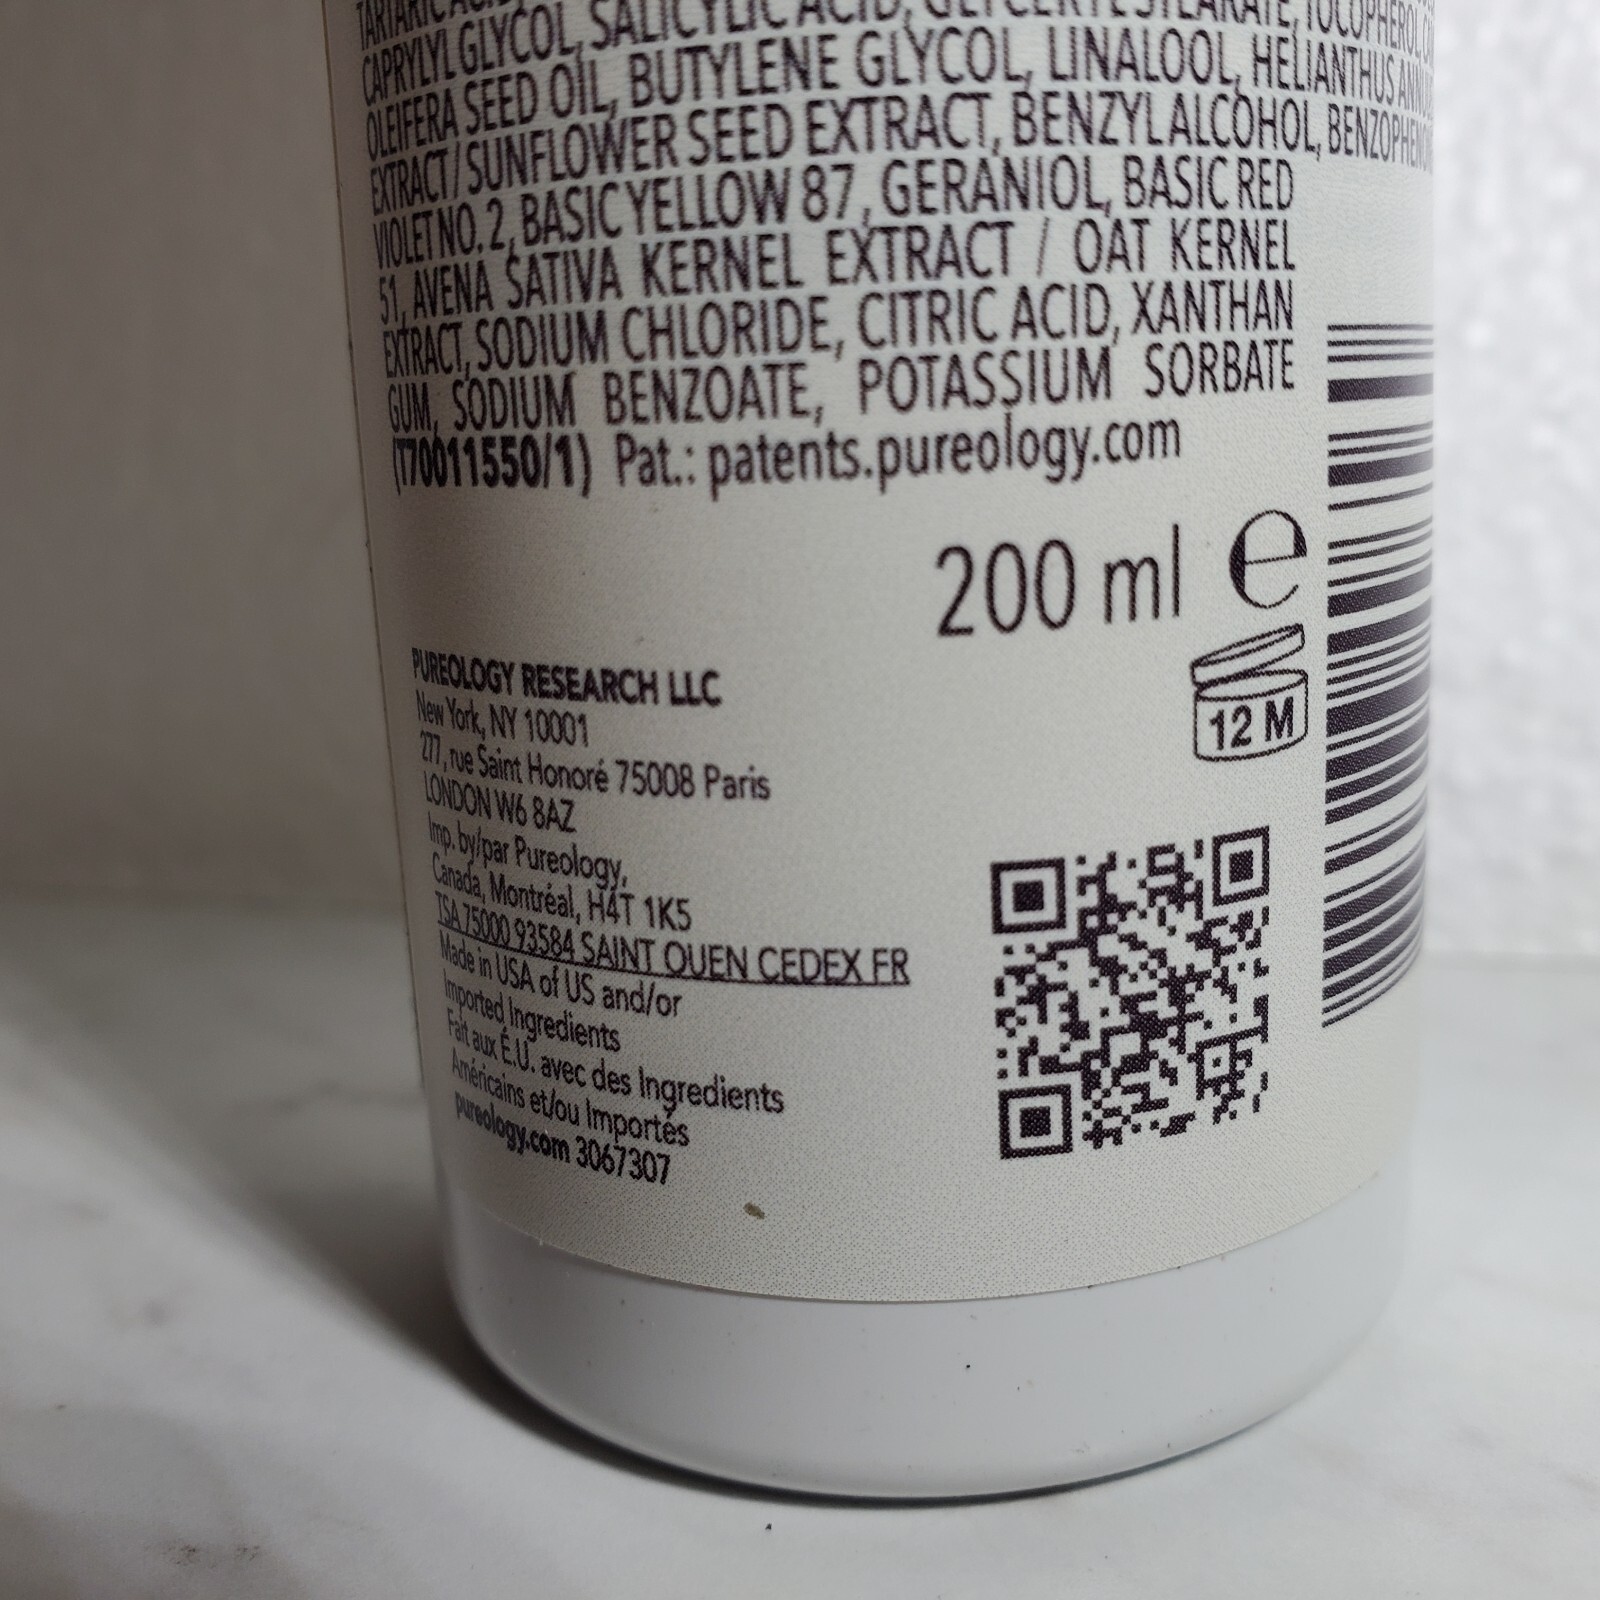 CAPRYLYL GLYCOL, SALICYLIC ACID, GLYCERYL STEARATE, TOCOPHEROL,
OLEIFERA SEED OIL, BUTYLENE GLYCOL, LINALOOL, HELIANTHUS
EXTRACT / SUNFLOWER SEED EXTRACT, BENZYL ALCOHOL,
VIOLET NO. 2, BASIC YELLOW 87, GERANIOL, BASIC RED
51, AVENA SATIVA KERNEL EXTRACT / OAT KERNEL
EXTRACT, SODIUM CHLORIDE, CITRIC ACID, XANTHAN
GUM, SODIUM BENZOATE, POTASSIUM SORBATE
(T70011550/1) Pat.: patents.pureology.com
200 ml e
12 M
PUREOLOGY RESEARCH LLC
New York, NY 10001
277, rue Saint Honoré 75008 Paris
LONDON W6 8AZ
Imp. by/par Pureology,
Canada, Montréal, H4T 1K5
TSA 75000 93584 SAINT OUEN CEDEX FR
Made in USA of US and/or
Imported Ingredients
Fait aux É.U. avec des Ingredients
Américains et/ou Importés
pureology.com 3067307